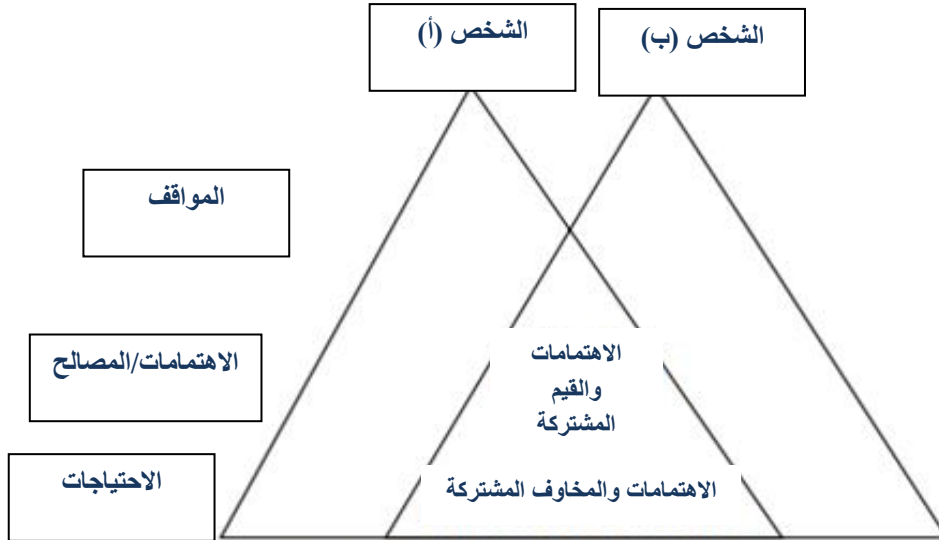 الشخص (أ)
الشخص (ب)
المواقف
الاهتمامات/المصالح
الاهتمامات
والقيم
المشتركة
الاحتياجات
الاهتمامات والمخاوف المشتركة